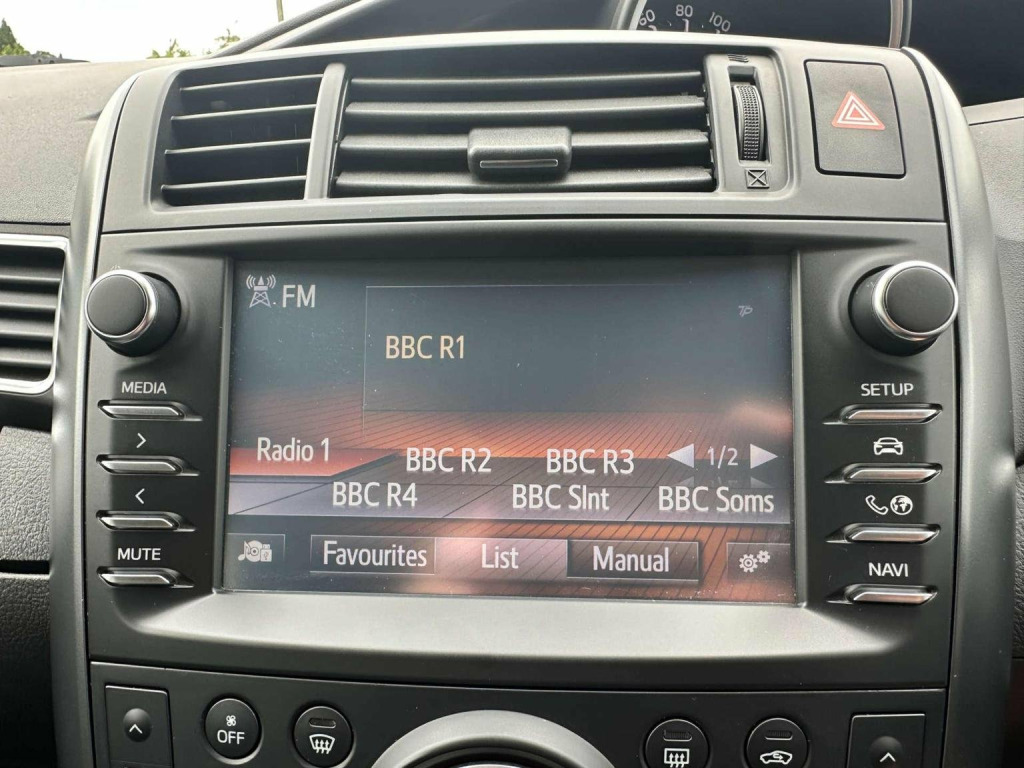 60 80 100
FM
TP
BBC R1
MEDIA
SETUP
Radio 1 BBC R2 BBC R3 1/2
BBC R4 BBC Slnt BBC Soms
MUTE
Favourites List Manual
NAVI
OFF